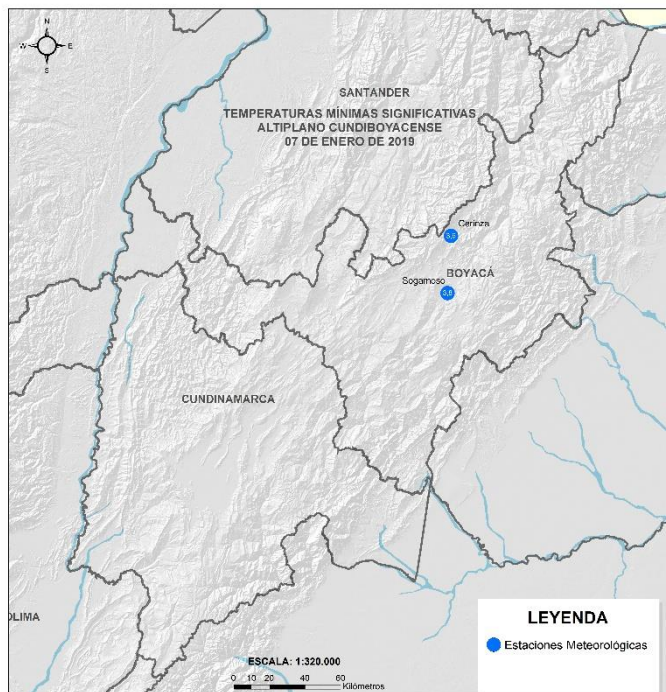 N
W E
S
SANTANDER
TEMPERATURAS MÍNIMAS SIGNIFICATIVAS
ALTIPLANO CUNDIBOYACENSE
07 DE ENERO DE 2019
Cerinza
BOYACÁ
Sogamoso
CUNDINAMARCA
OLIMA
LEYENDA
Estaciones Meteorológicas
ESCALA: 1:320.000
0 10 20 40 60
Kilómetros